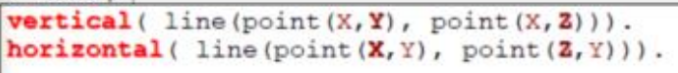 vertical( line(point(X,Y), point(X,Z))).
horizontal( line(point(X,Y), point(Z,Y))).